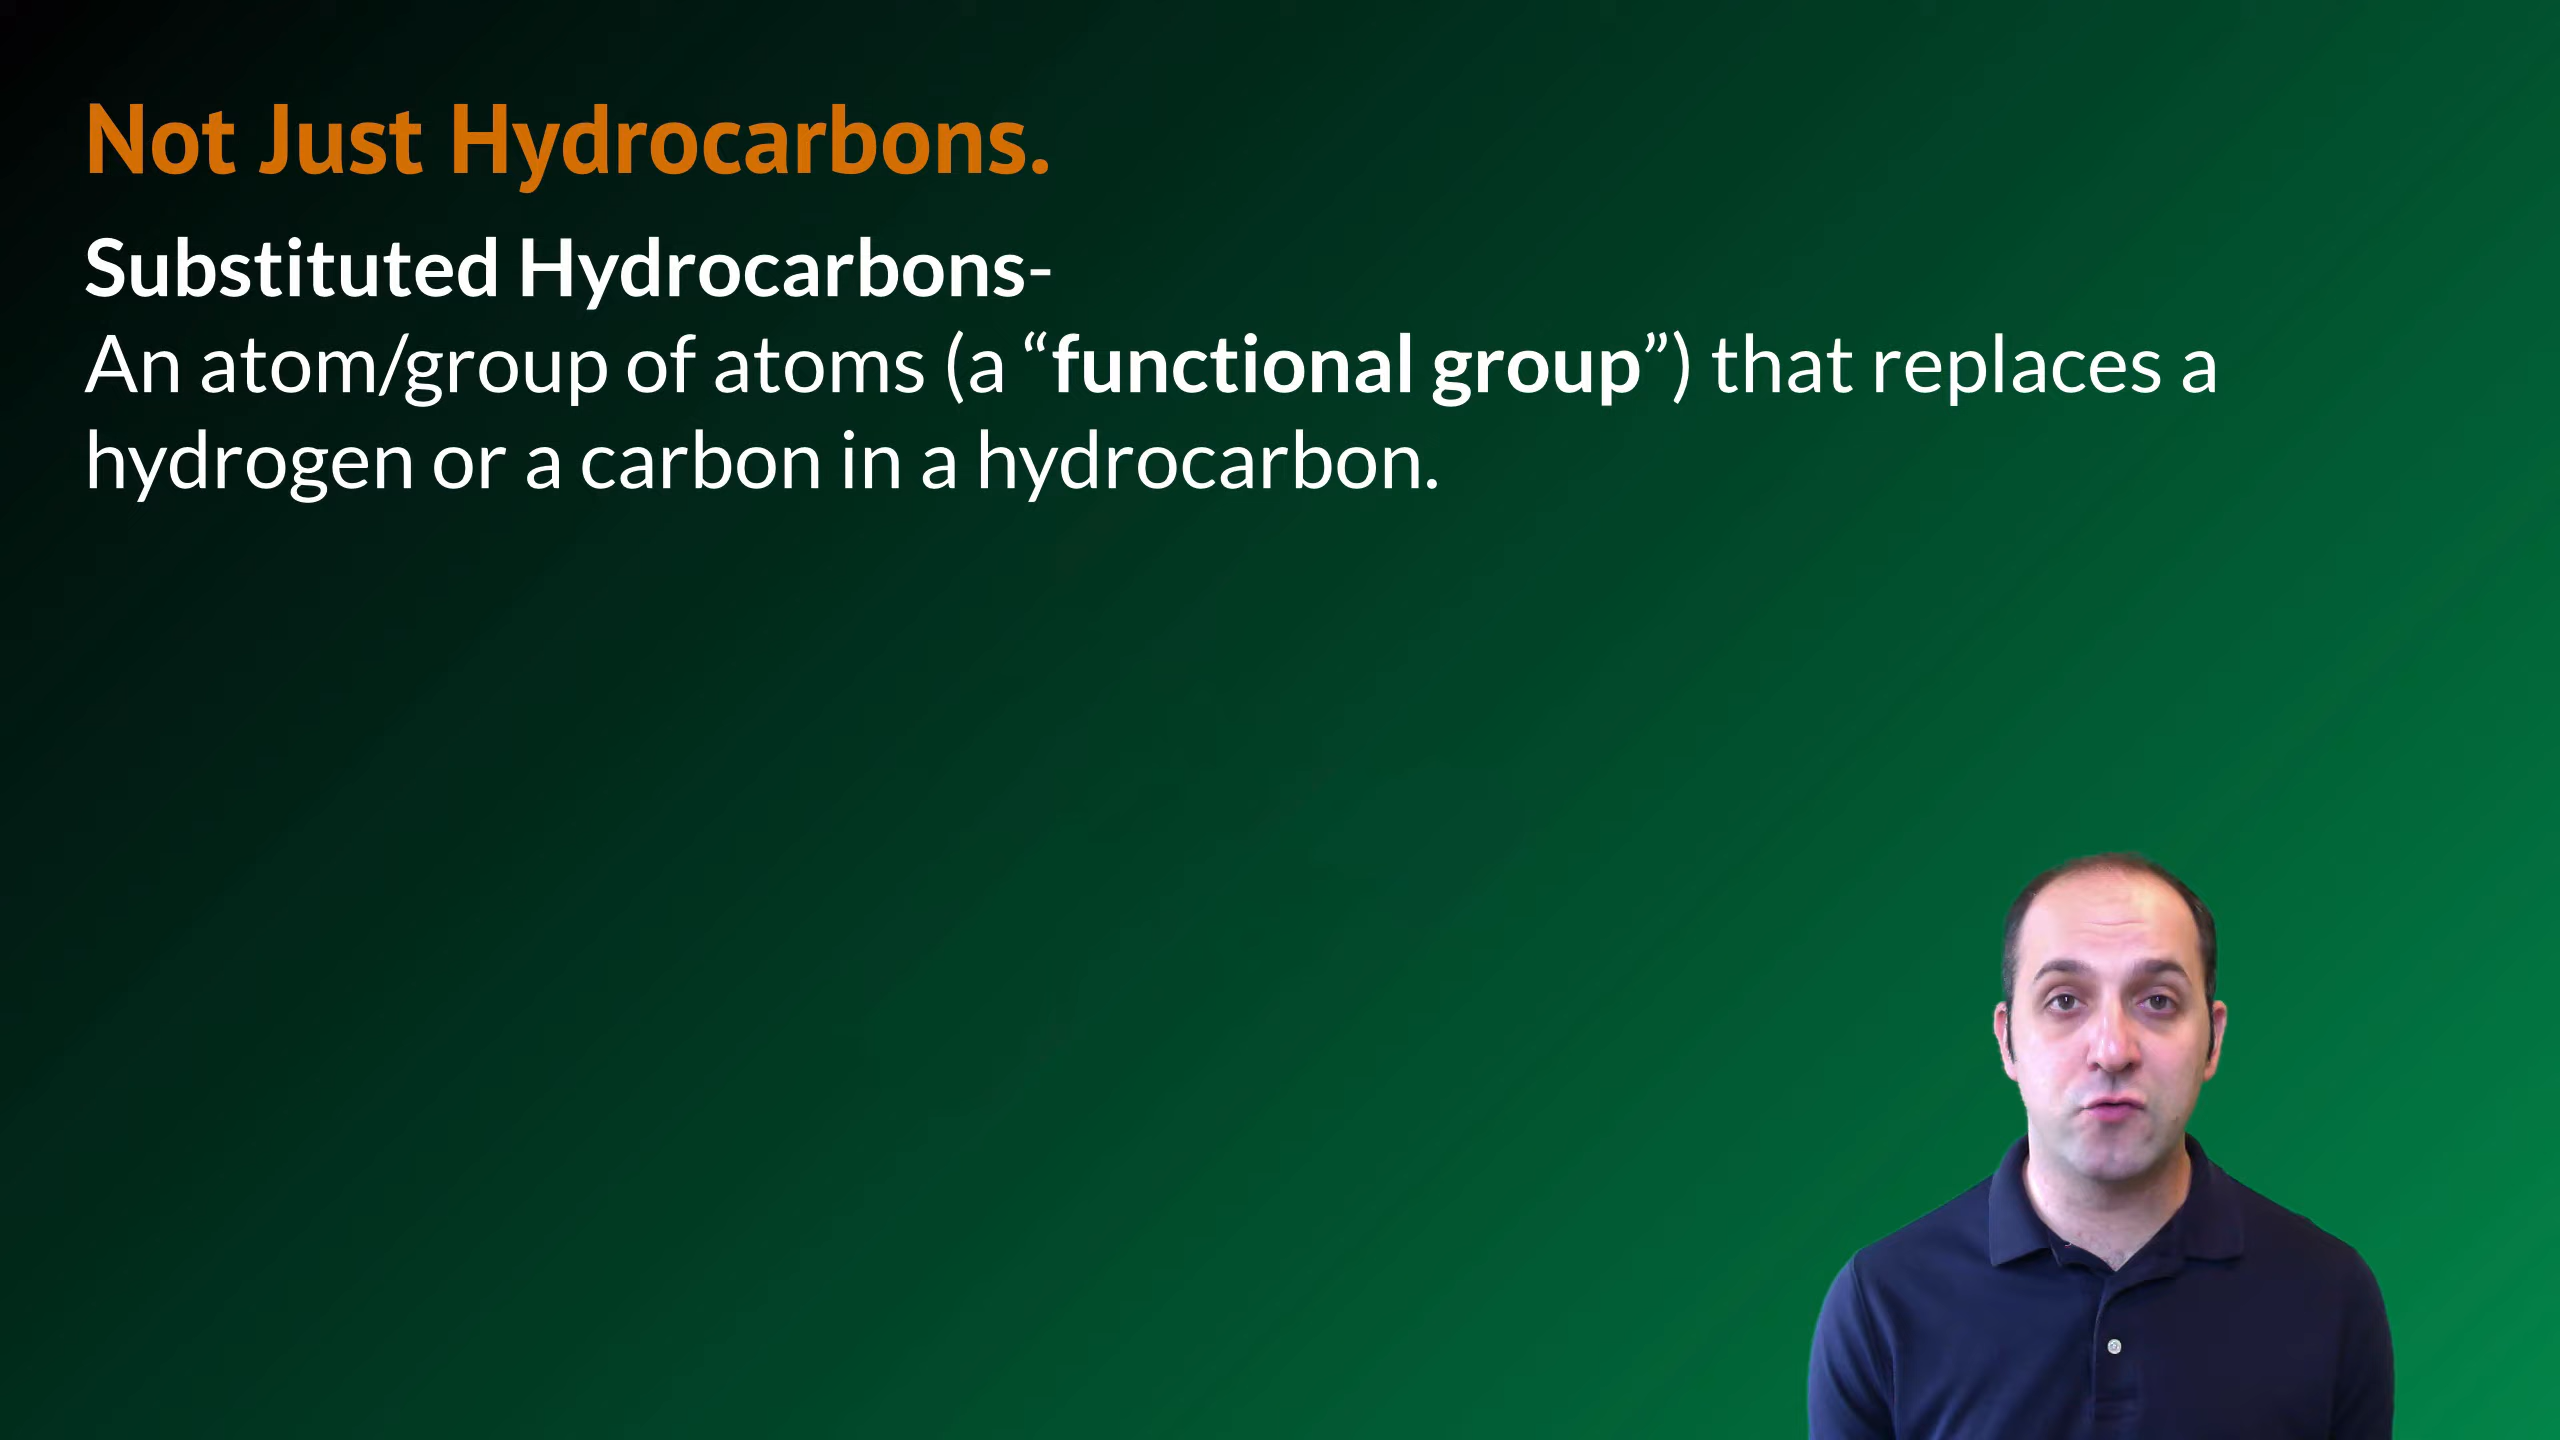 Not Just Hydrocarbons.
Substituted Hydrocarbons-
An atom/group of atoms (a “functional group”) that replaces a
hydrogen or a carbon in a hydrocarbon.